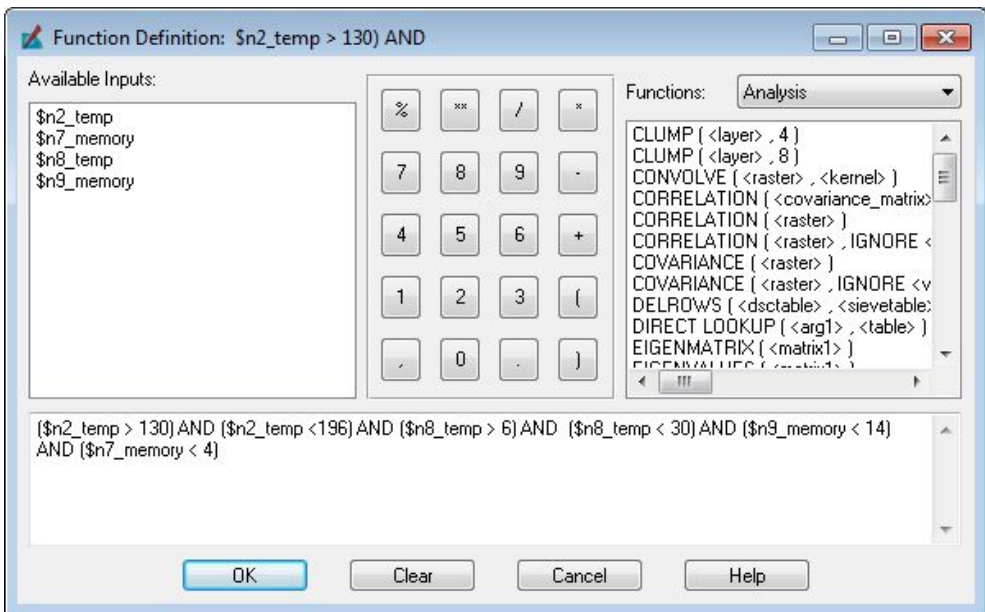 Function Definition: $n2_temp > 130) AND
Available Inputs:
$n2_temp
$n7_memory
$n8_temp
$n9_memory
% ** / *
7 8 9 -
4 5 6 +
1 2 3 (
, 0 . )
Functions: Analysis
CLUMP ( <layer> , 4 )
CLUMP ( <layer> , 8 )
CONVOLVE ( <raster> , <kernel> )
CORRELATION ( <covariance_matrix>
CORRELATION ( <raster> )
CORRELATION ( <raster> , IGNORE <
COVARIANCE ( <raster> )
COVARIANCE ( <raster> , IGNORE <v
DELROWS ( <dsctable> , <sievetable>
DIRECT LOOKUP ( <arg1> , <table> )
EIGENMATRIX ( <matrix1> )
($n2_temp > 130) AND ($n2_temp <196) AND ($n8_temp > 6) AND  ($n8_temp < 30) AND ($n9_memory < 14)
AND ($n7_memory < 4)
OK Clear Cancel Help